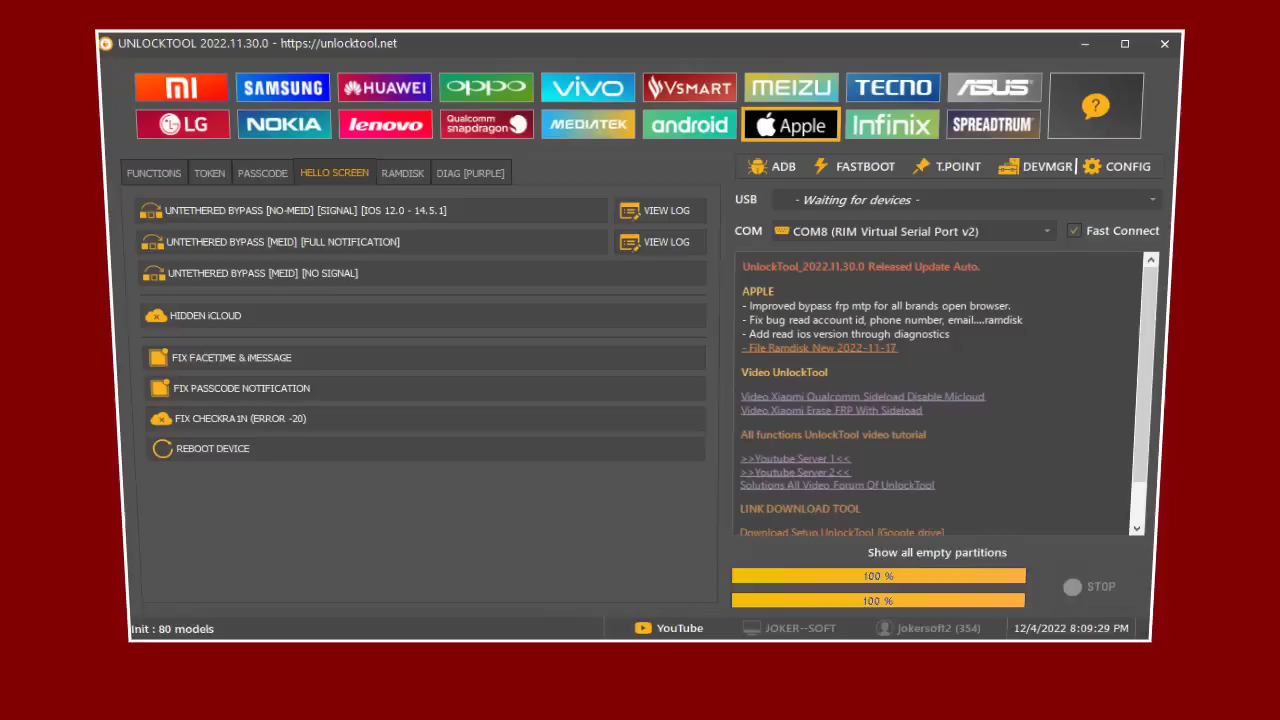 UNLOCKTOOL 2022.11.30.0 - https://unlocktool.net
MI SAMSUNG HUAWEI oppo vivo VSMART MEIZU TECNO ASUS ?
LG NOKIA lenovo Qualcomm snapdragon MEDIATEK android Apple Infinix SPREADTRUM
FUNCTIONS TOKEN PASSCODE HELLO SCREEN RAMDISK DIAG [PURPLE]
UNTETHERED BYPASS [NO-MEID] [SIGNAL] [IOS 12.0 - 14.5.1] VIEW LOG
UNTETHERED BYPASS [MEID] [FULL NOTIFICATION] VIEW LOG
UNTETHERED BYPASS [MEID] [NO SIGNAL]
HIDDEN iCLOUD
FIX FACETIME & iMESSAGE
FIX PASSCODE NOTIFICATION
FIX CHECKRA1N (ERROR -20)
REBOOT DEVICE
ADB FASTBOOT T.POINT DEVMGR CONFIG
USB - Waiting for devices -
COM COM8 (RIM Virtual Serial Port v2) Fast Connect
UnlockTool_2022.11.30.0 Released Update Auto.
APPLE
- Improved bypass frp mtp for all brands open browser.
- Fix bug read account id, phone number, email....ramdisk
- Add read ios version through diagnostics
- File Ramdisk New 2022-11-17
Video UnlockTool
Video Xiaomi Qualcomm Sideload Disable Micloud
Video Xiaomi Erase FRP With Sideload
All functions UnlockTool video tutorial
>>Youtube Server 1<<
>>Youtube Server 2<<
Solutions All Video Forum Of UnlockTool
LINK DOWNLOAD TOOL
Download Setup UnlockTool [Google drive]
Show all empty partitions
100 %
100 %
STOP
Init : 80 models YouTube JOKER--SOFT Jokersoft2 (354) 12/4/2022 8:09:29 PM